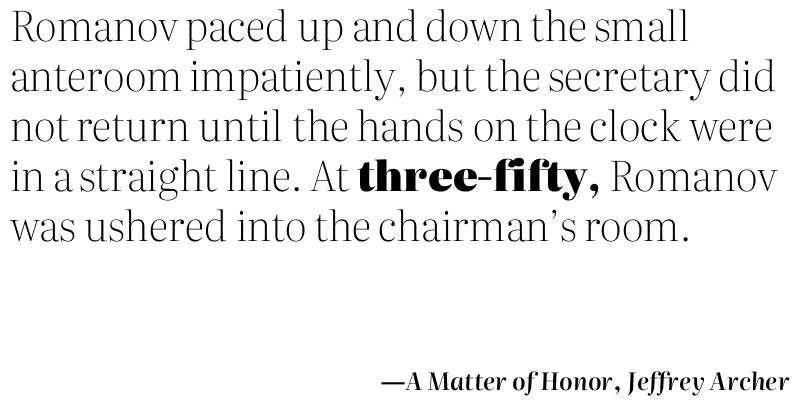 Romanov paced up and down the small
anteroom impatiently, but the secretary did
not return until the hands on the clock were
in a straight line. At three-fifty, Romanov
was ushered into the chairman’s room.
—A Matter of Honor, Jeffrey Archer